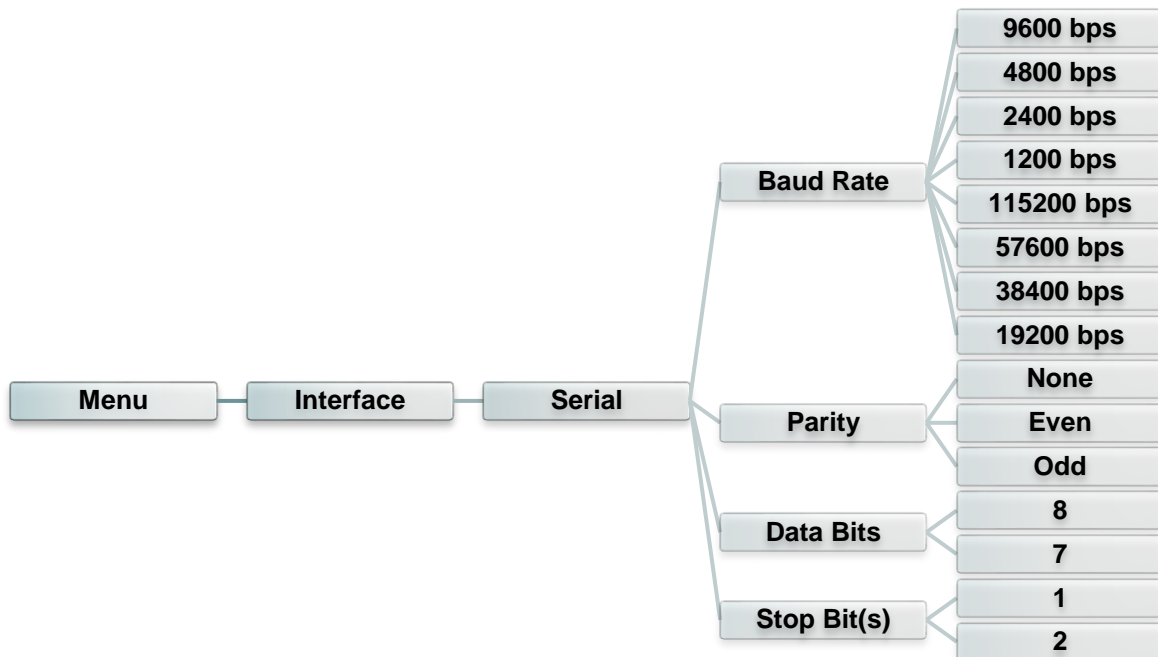 Menu
Interface
Serial
Baud Rate
9600 bps
4800 bps
2400 bps
1200 bps
115200 bps
57600 bps
38400 bps
19200 bps
Parity
None
Even
Odd
Data Bits
8
7
Stop Bit(s)
1
2